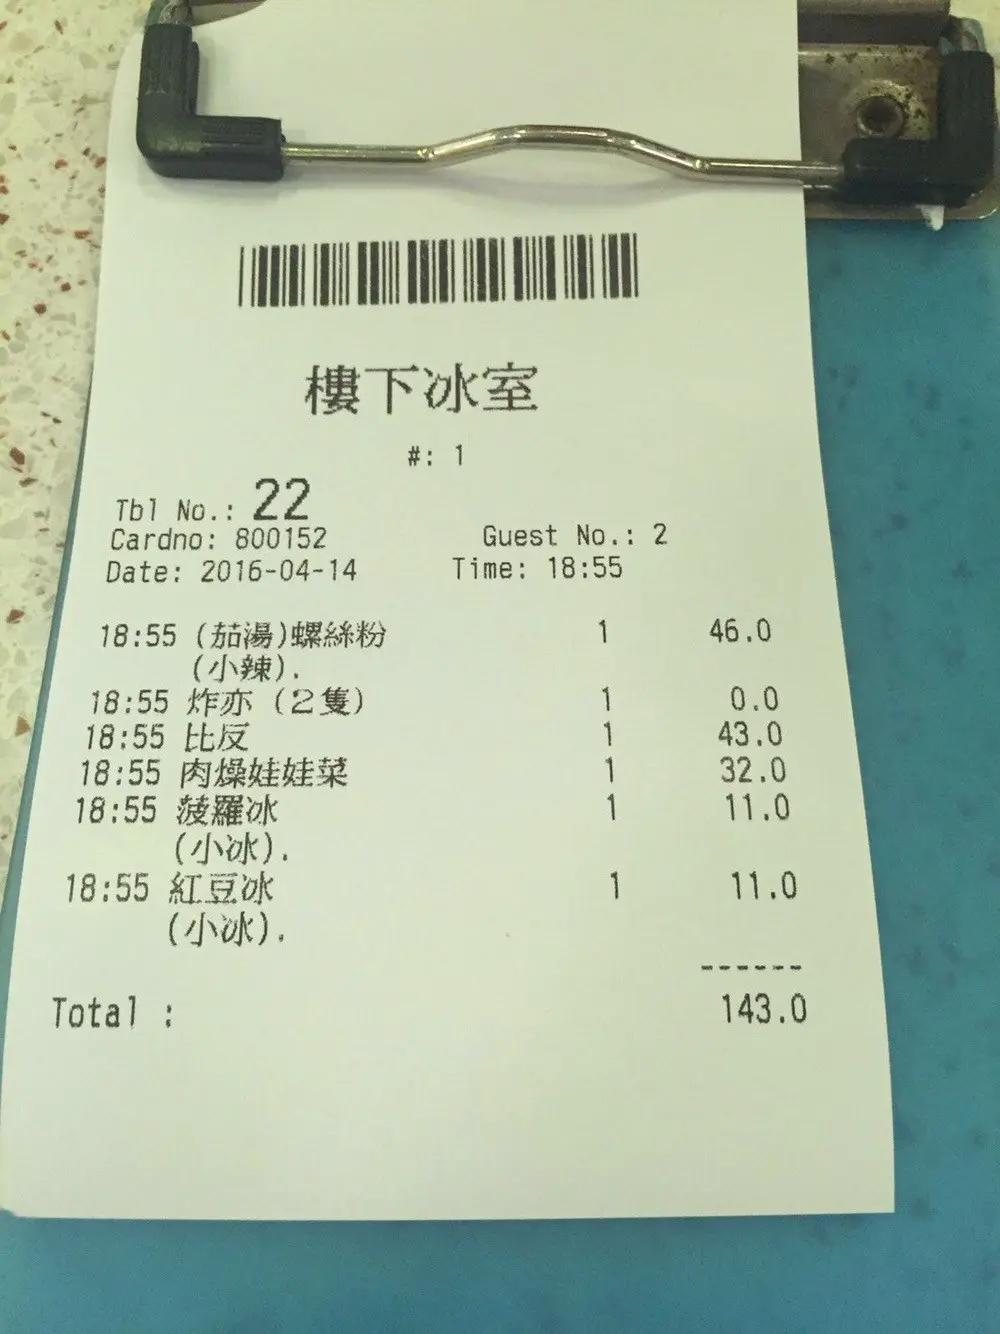 樓下冰室
#: 1
Tbl No.: 22
Cardno: 800152 Guest No.: 2
Date: 2016-04-14 Time: 18:55
18:55 (茄湯)螺絲粉 1 46.0
(小辣).
18:55 炸亦 (2隻) 1 0.0
18:55 比反 1 43.0
18:55 肉燥娃娃菜 1 32.0
18:55 菠羅冰 1 11.0
(小冰).
18:55 紅豆冰 1 11.0
(小冰).
------
Total : 143.0